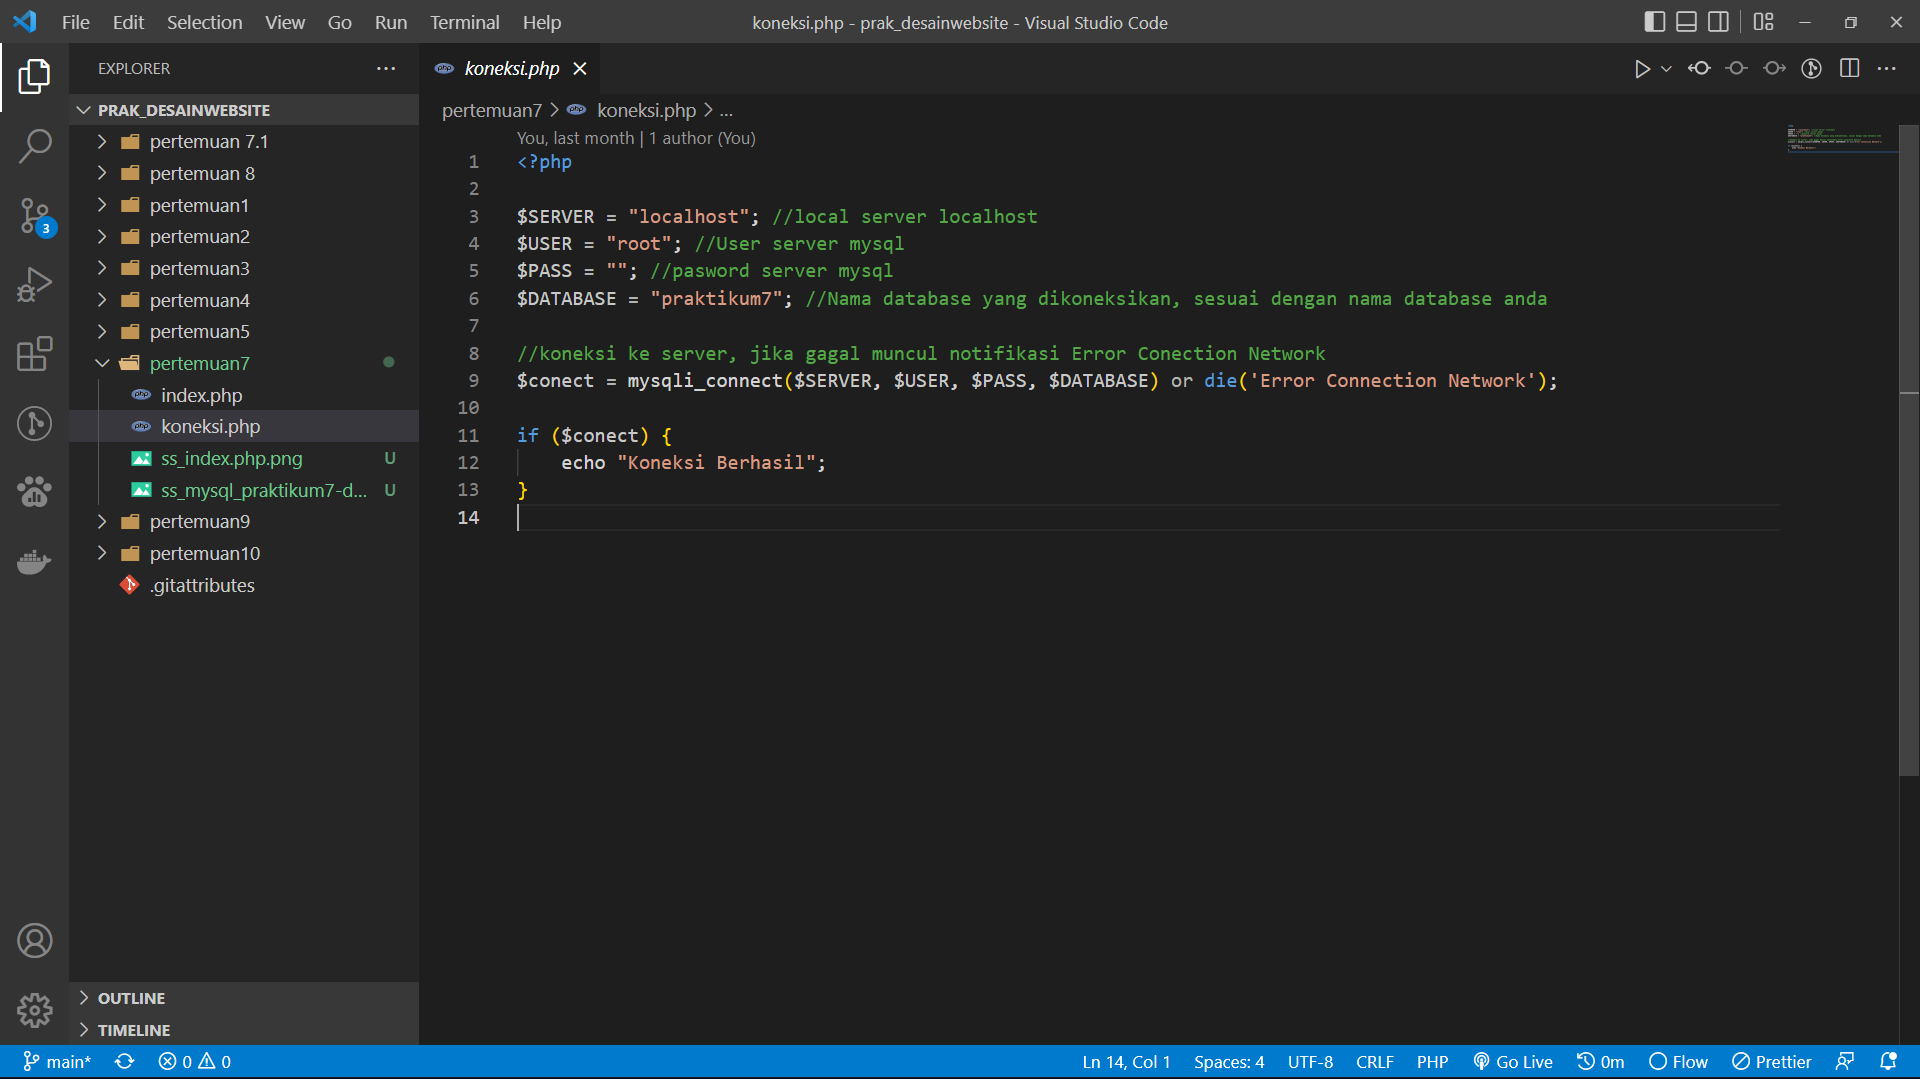 File Edit Selection View Go Run Terminal Help
koneksi.php - prak_desainwebsite - Visual Studio Code
EXPLORER
PRAK_DESAINWEBSITE
pertemuan 7.1
pertemuan 8
pertemuan1
pertemuan2
pertemuan3
pertemuan4
pertemuan5
pertemuan7
index.php
koneksi.php
ss_index.php.png U
ss_mysql_praktikum7-d... U
pertemuan9
pertemuan10
.gitattributes
OUTLINE
TIMELINE
3
koneksi.php
pertemuan7 > koneksi.php > ...
You, last month | 1 author (You)
1 <?php
2
3 $SERVER = "localhost"; //local server localhost
4 $USER = "root"; //User server mysql
5 $PASS = ""; //pasword server mysql
6 $DATABASE = "praktikum7"; //Nama database yang dikoneksikan, sesuai dengan nama database anda
7
8 //koneksi ke server, jika gagal muncul notifikasi Error Conection Network
9 $conect = mysqli_connect($SERVER, $USER, $PASS, $DATABASE) or die('Error Connection Network');
10
11 if ($conect) {
12 echo "Koneksi Berhasil";
13 }
14
main* 0 0 Ln 14, Col 1 Spaces: 4 UTF-8 CRLF PHP Go Live 0m Flow Prettier